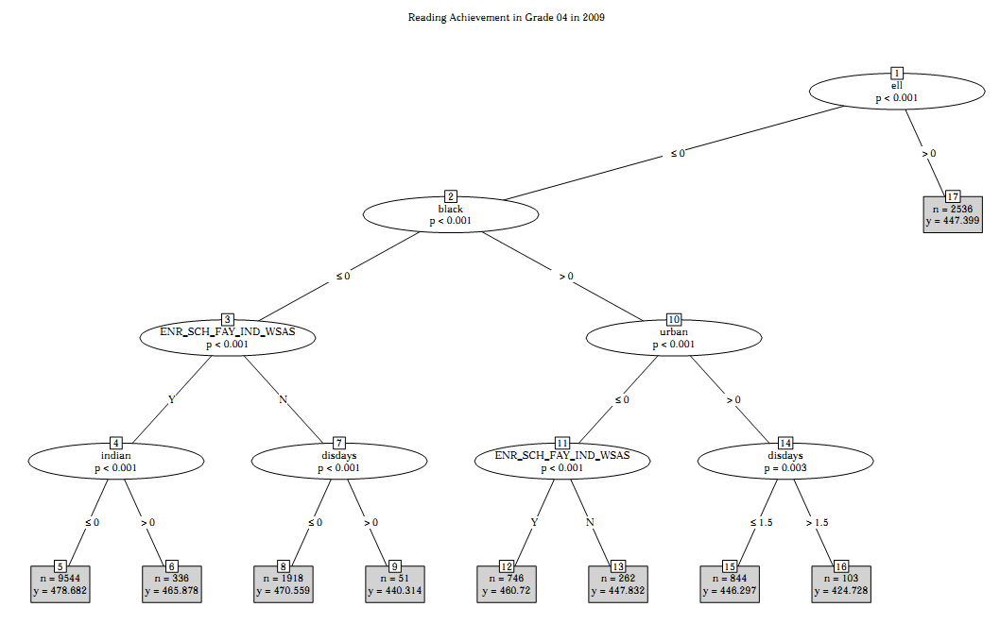 Reading Achievement in Grade 04 in 2009
1
ell
p < 0.001
≤ 0
> 0
2
black
p < 0.001
17
n = 2536
y = 447.399
≤ 0
> 0
3
ENR_SCH_FAY_IND_WSAS
p < 0.001
10
urban
p < 0.001
Y
N
≤ 0
> 0
4
indian
p < 0.001
7
disdays
p < 0.001
11
ENR_SCH_FAY_IND_WSAS
p < 0.001
14
disdays
p = 0.003
≤ 0
> 0
≤ 0
> 0
Y
N
≤ 1.5
> 1.5
5
n = 9544
y = 478.682
6
n = 336
y = 465.878
8
n = 1918
y = 470.559
9
n = 51
y = 440.314
12
n = 746
y = 460.72
13
n = 262
y = 447.832
15
n = 844
y = 446.297
16
n = 103
y = 424.728